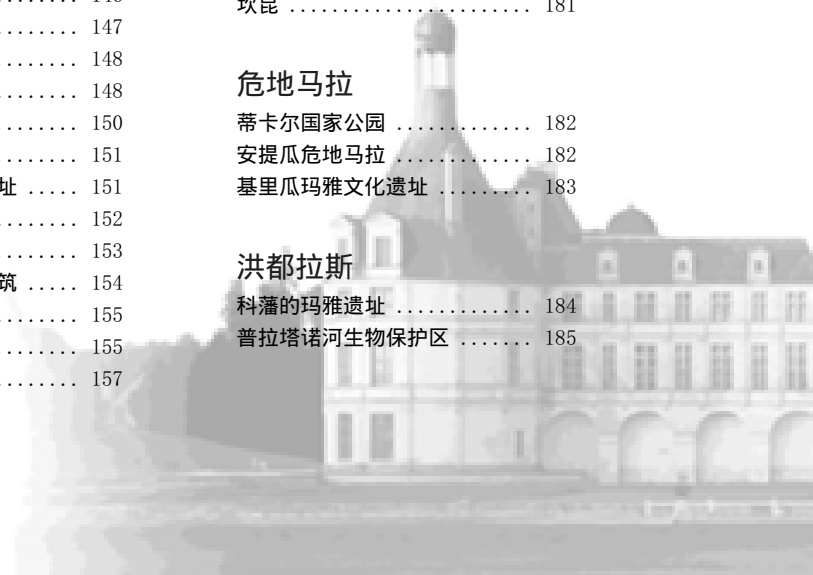 147
148
148
150
151
址 ..... 151
152
153
筑 ..... 154
155
155
157
坎昆 ....................... 181
危地马拉
蒂卡尔国家公园 ............. 182
安提瓜危地马拉 ............. 182
基里瓜玛雅文化遗址 ......... 183
洪都拉斯
科藩的玛雅遗址 ............. 184
普拉塔诺河生物保护区 ....... 185